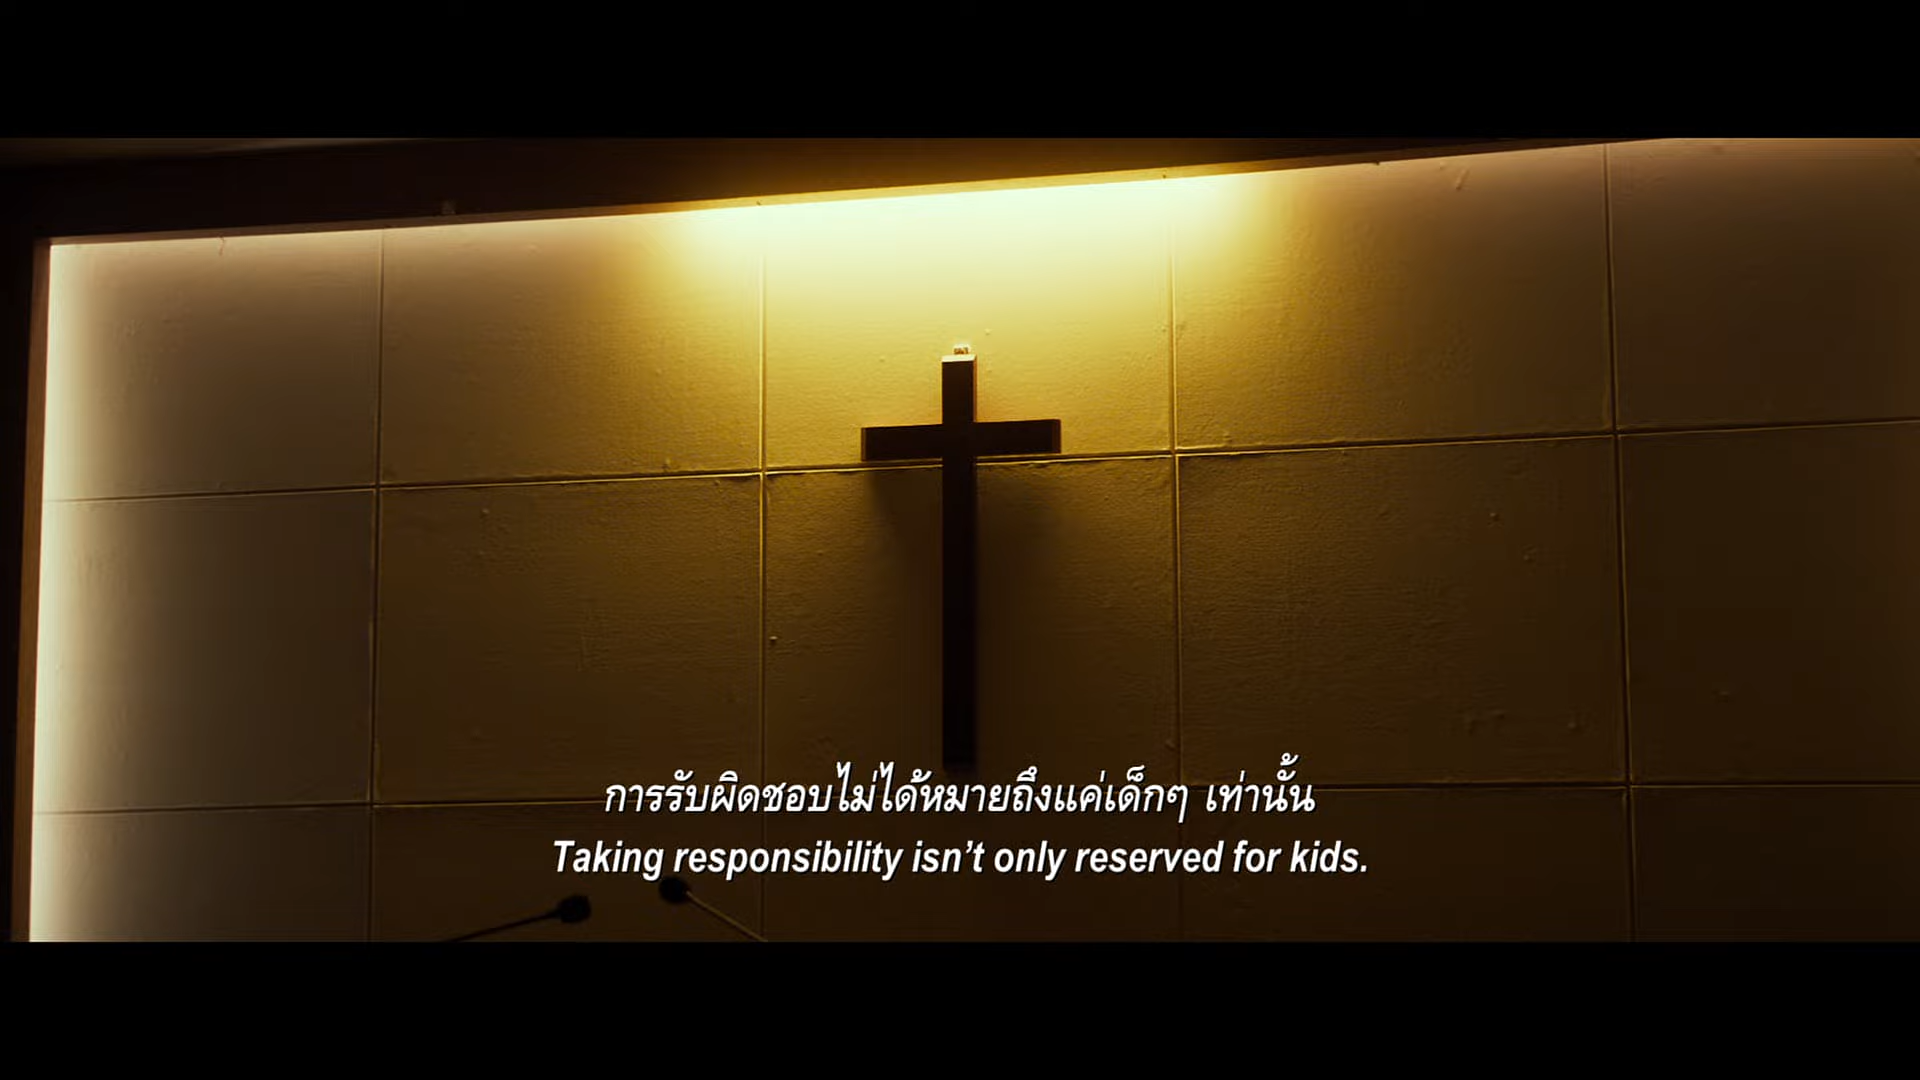 การรับผิดชอบไม่ได้หมายถึงแค่เด็กๆ เท่านั้น
Taking responsibility isn’t only reserved for kids.